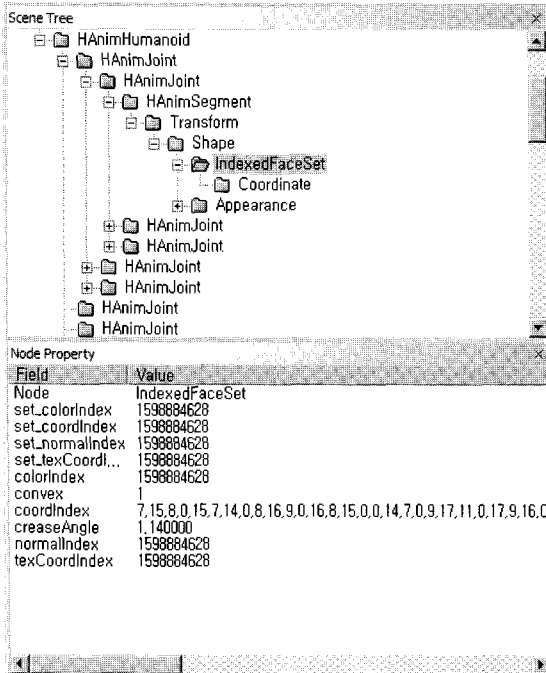 Scene Tree
HAnimHumanoid
HAnimJoint
HAnimJoint
HAnimSegment
Transform
Shape
IndexedFaceSet
Coordinate
Appearance
HAnimJoint
HAnimJoint
HAnimJoint
HAnimJoint
HAnimJoint
HAnimJoint
Node Property
Field Value
Node IndexedFaceSet
set_colorIndex 1598884628
set_coordIndex 1598884628
set_normalIndex 1598884628
set_texCoordI... 1598884628
colorIndex 1598884628
convex 1
coordIndex 7,15,8,0,15,7,14,0,8,16,9,0,16,8,15,0,0,14,7,0,9,17,11,0,17,9,16,0
creaseAngle 1,140000
normalIndex 1598884628
texCoordIndex 1598884628